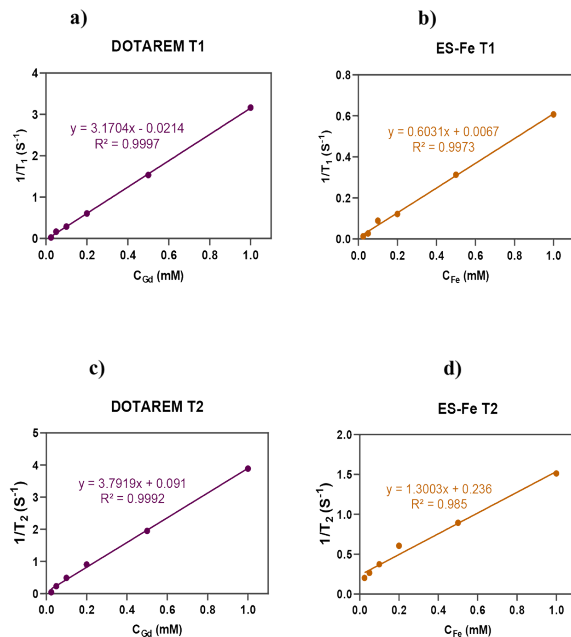 a)
DOTAREM T1
4
3
2
1
0
1/T₁ (S⁻¹)
y = 3.1704x - 0.0214
R² = 0.9997
0.0 0.2 0.4 0.6 0.8 1.0
C_Gd (mM)
b)
ES-Fe T1
0.8
0.6
0.4
0.2
0.0
1/T₁ (S⁻¹)
y = 0.6031x + 0.0067
R² = 0.9973
0.0 0.2 0.4 0.6 0.8 1.0
C_Fe (mM)
c)
DOTAREM T2
5
4
3
2
1
0
1/T₂ (S⁻¹)
y = 3.7919x + 0.091
R² = 0.9992
0.0 0.2 0.4 0.6 0.8 1.0
C_Gd (mM)
d)
ES-Fe T2
2.0
1.5
1.0
0.5
0.0
1/T₂ (S⁻¹)
y = 1.3003x + 0.236
R² = 0.985
0.0 0.2 0.4 0.6 0.8 1.0
C_Fe (mM)